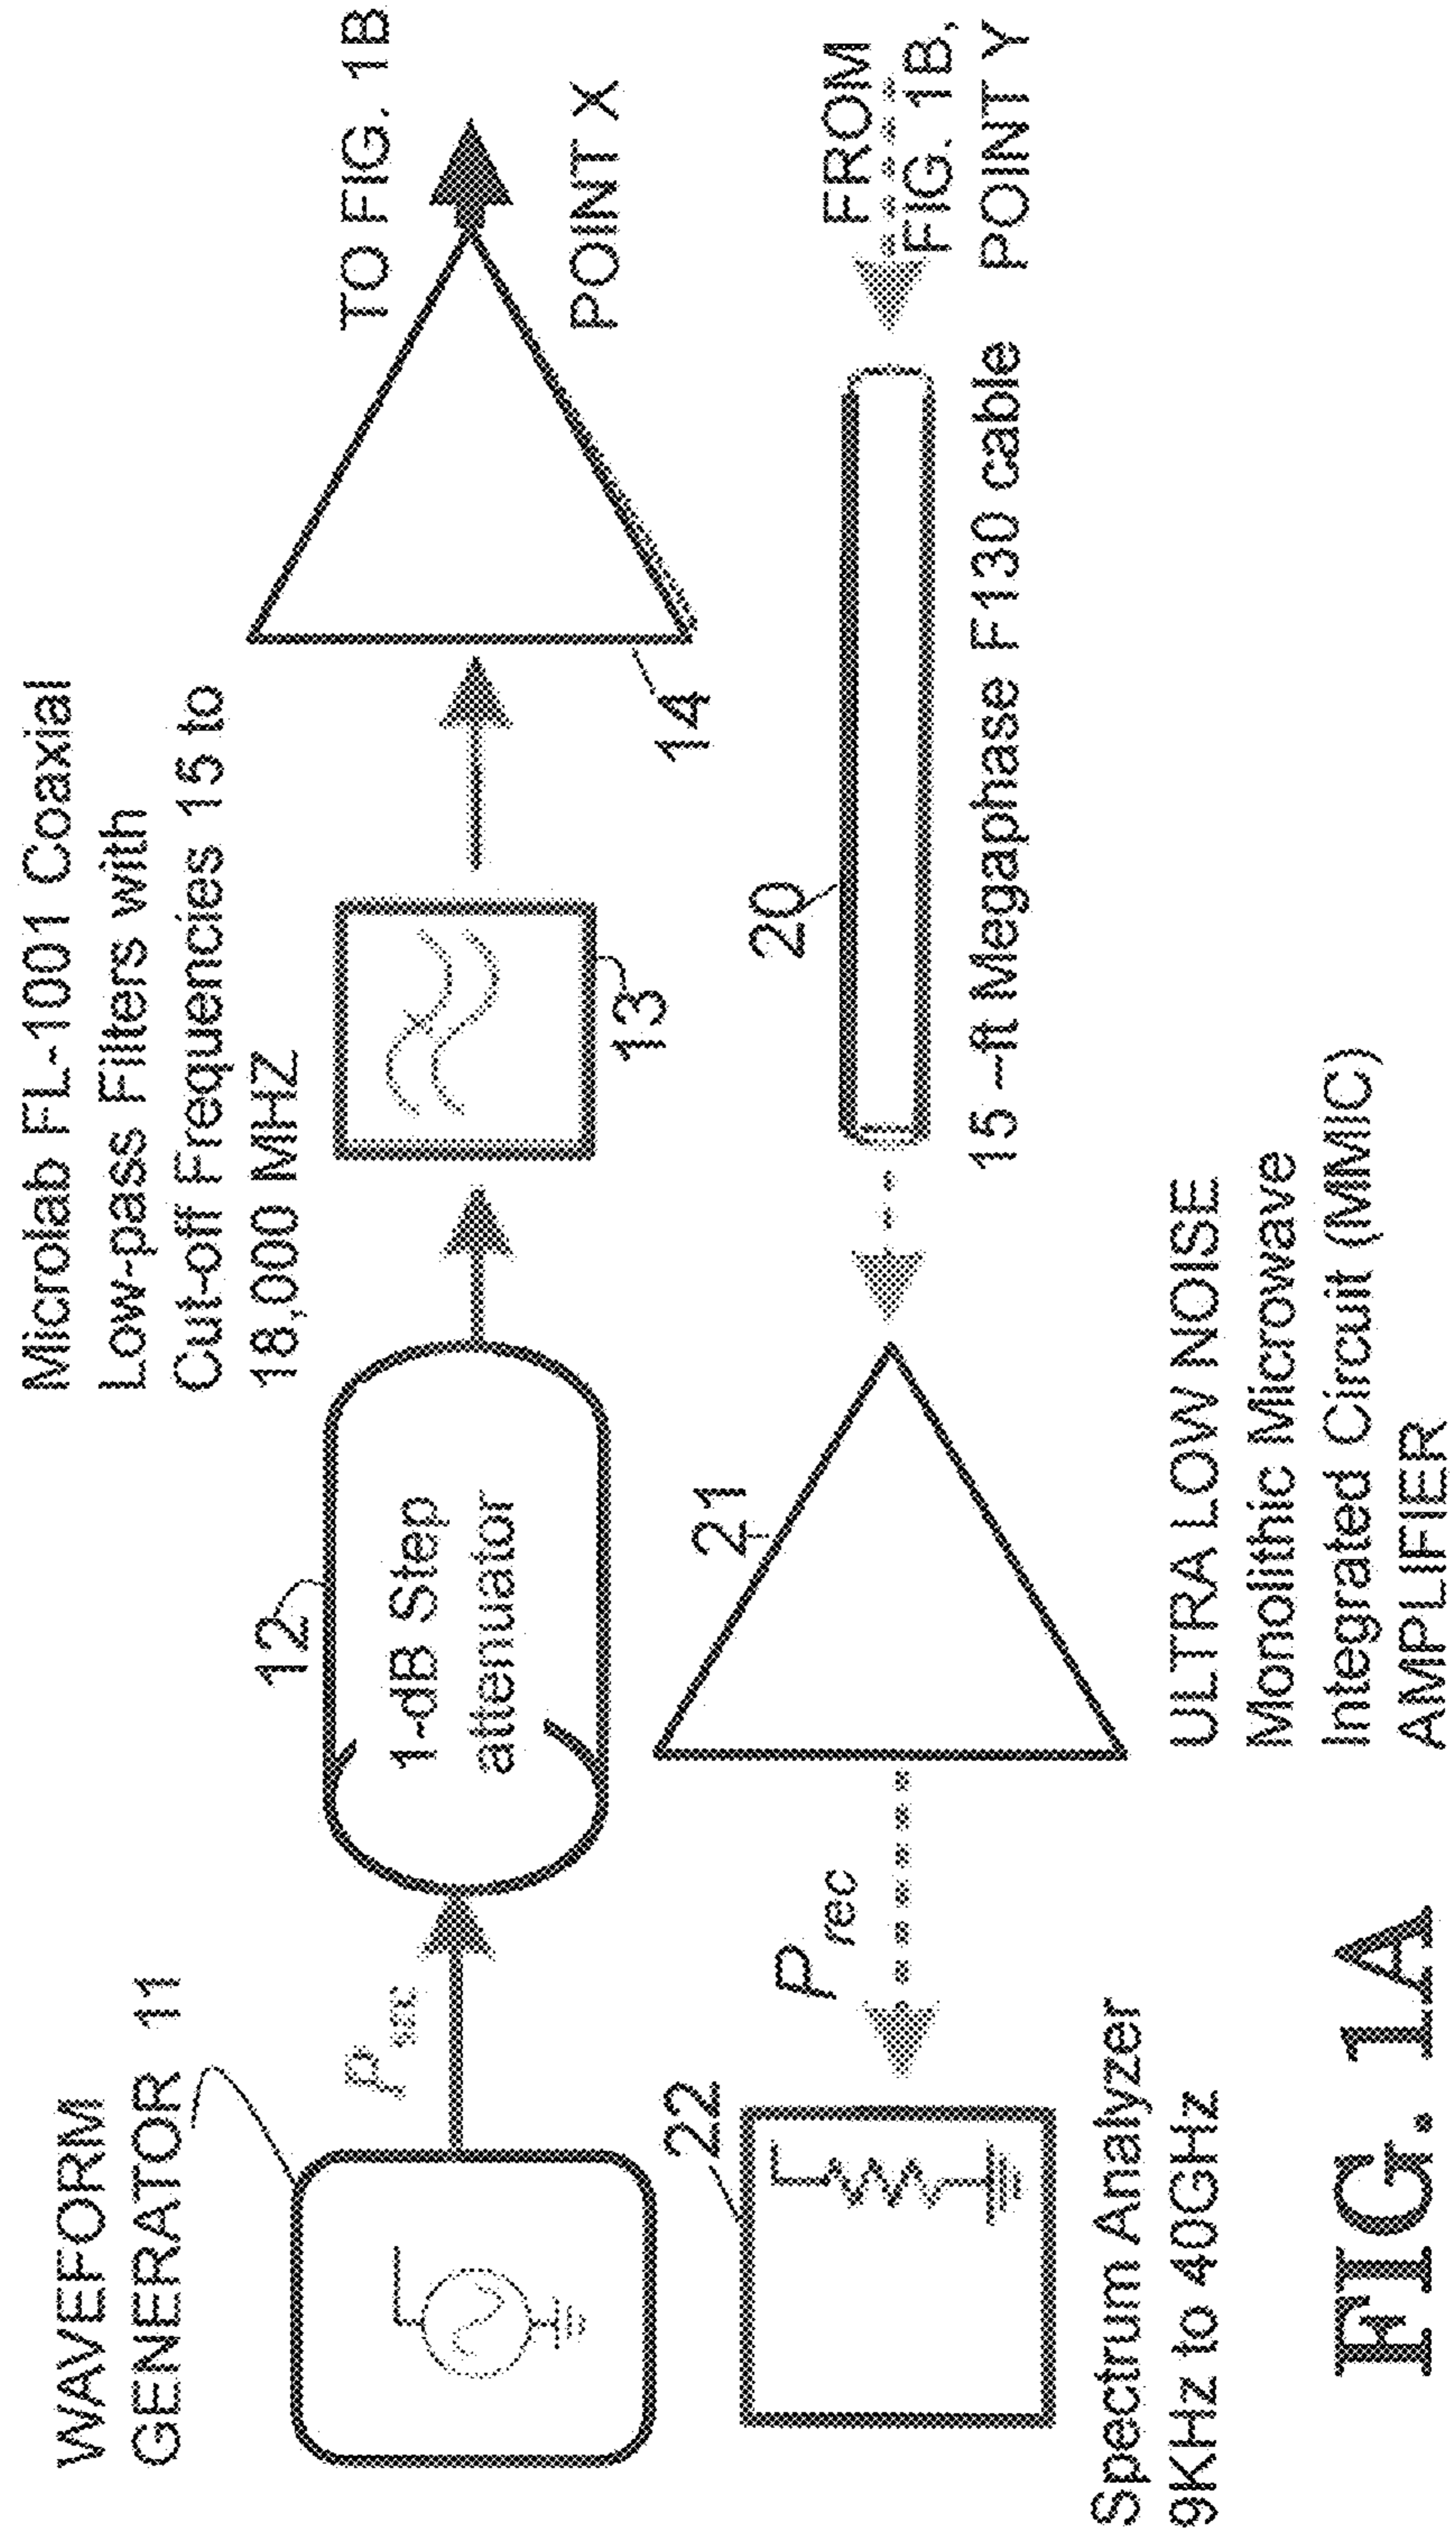 Microlab FL-1001 Coaxial
Low-pass Filters with
Cut-off Frequencies 15 to
18,000 MHZ
WAVEFORM
GENERATOR 11
P
12
1-dB Step
attenuator
13
14
TO FIG. 1B
POINT X
22
Spectrum Analyzer
9KHz to 40GHz
P rec
21
ULTRA LOW NOISE
Monolithic Microwave
Integrated Circuit (MMIC)
AMPLIFIER
20
15 –ft Megaphase F130 cable
FROM
FIG. 1B,
POINT Y
FIG. 1A